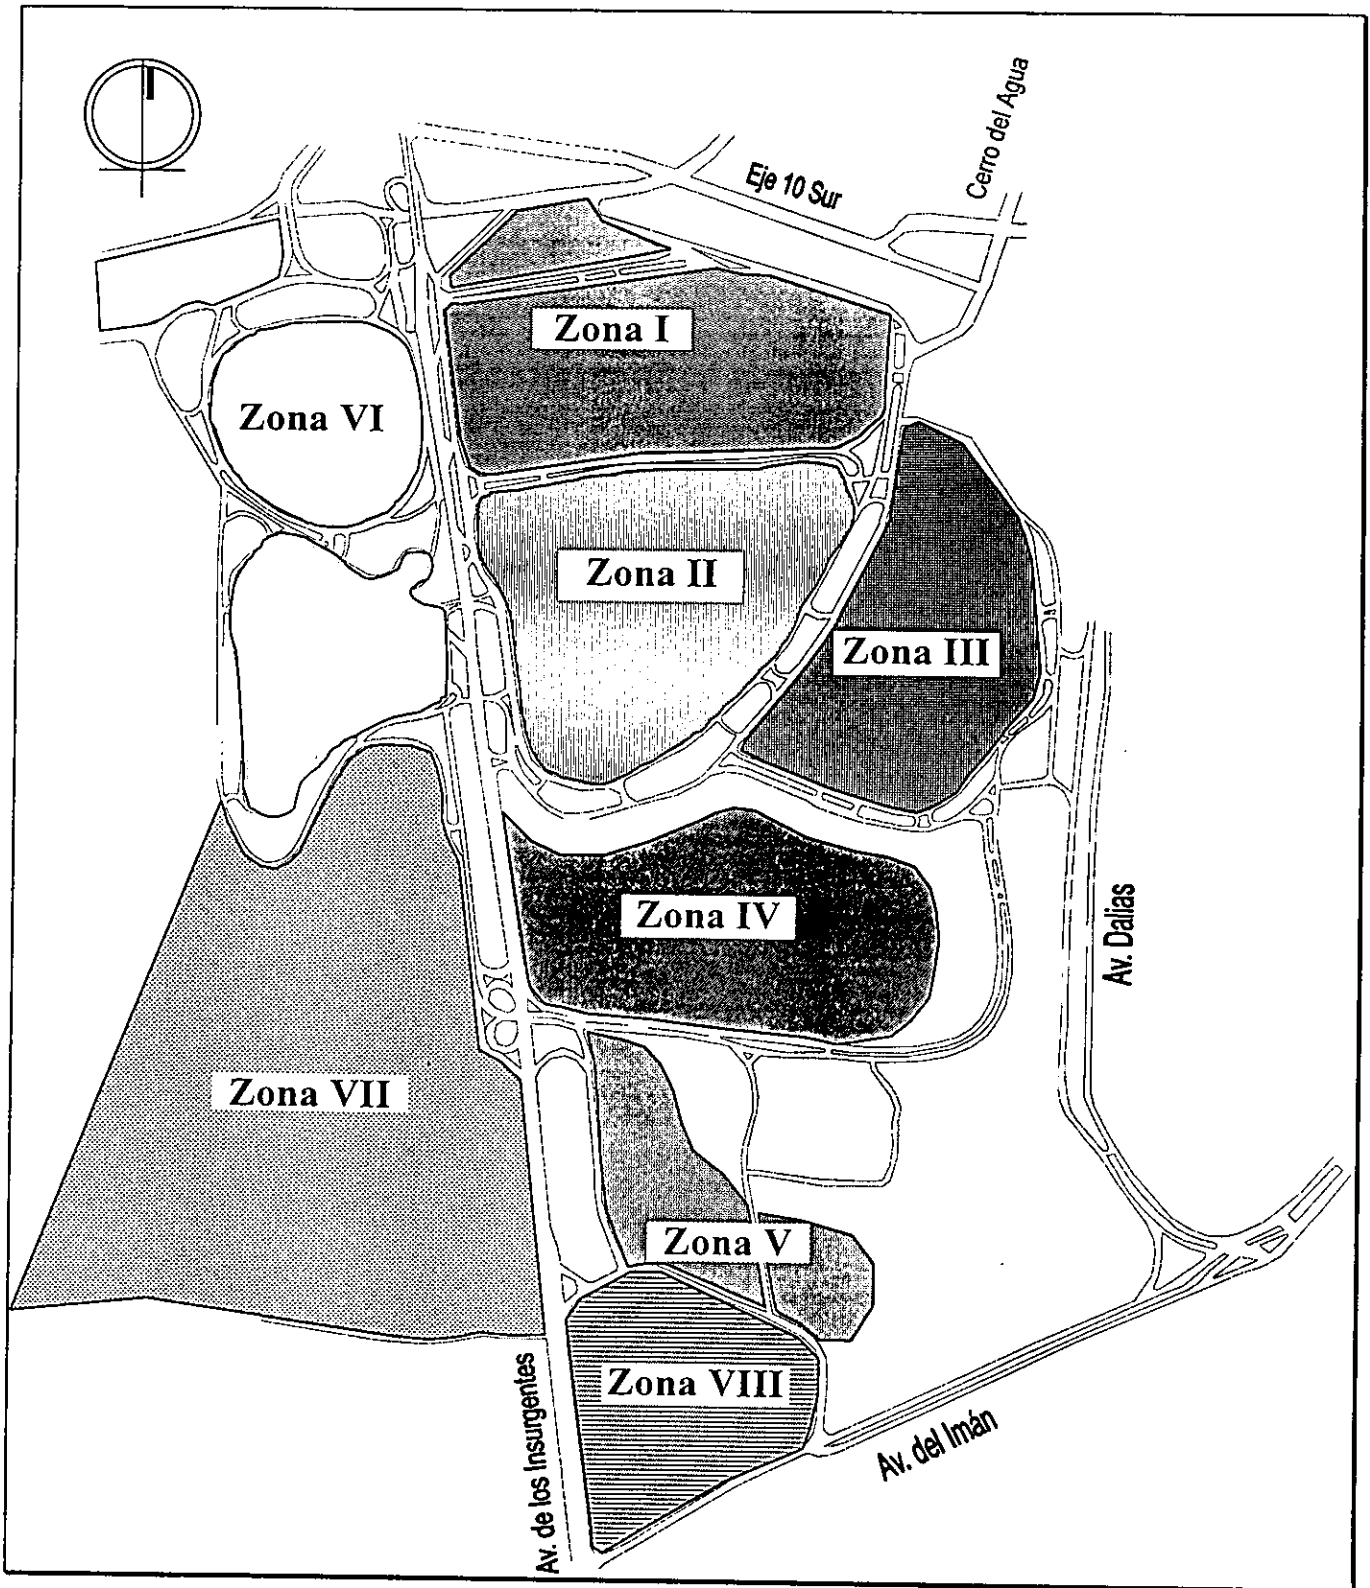 Cerro del Agua
Eje 10 Sur
Zona I
Zona VI
Zona II
Zona III
Zona IV
Av. Dalias
Zona VII
Zona V
Zona VIII
Av. de los Insurgentes
Av. del Imán